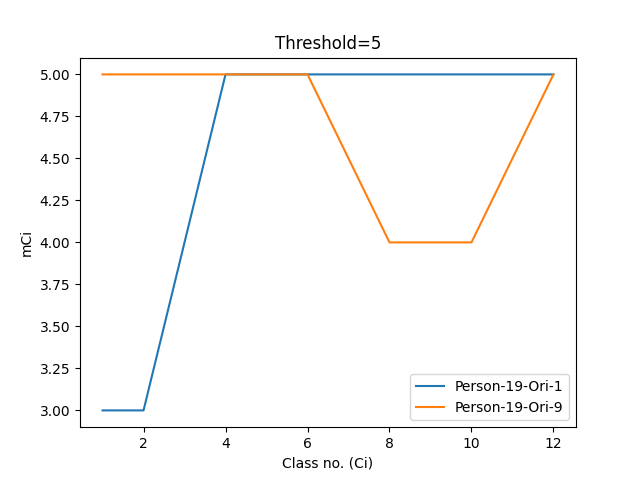 Threshold=5
5.00
4.75
4.50
4.25
4.00
3.75
3.50
3.25
3.00
mCi
2 4 6 8 10 12
Class no. (Ci)
Person-19-Ori-1
Person-19-Ori-9